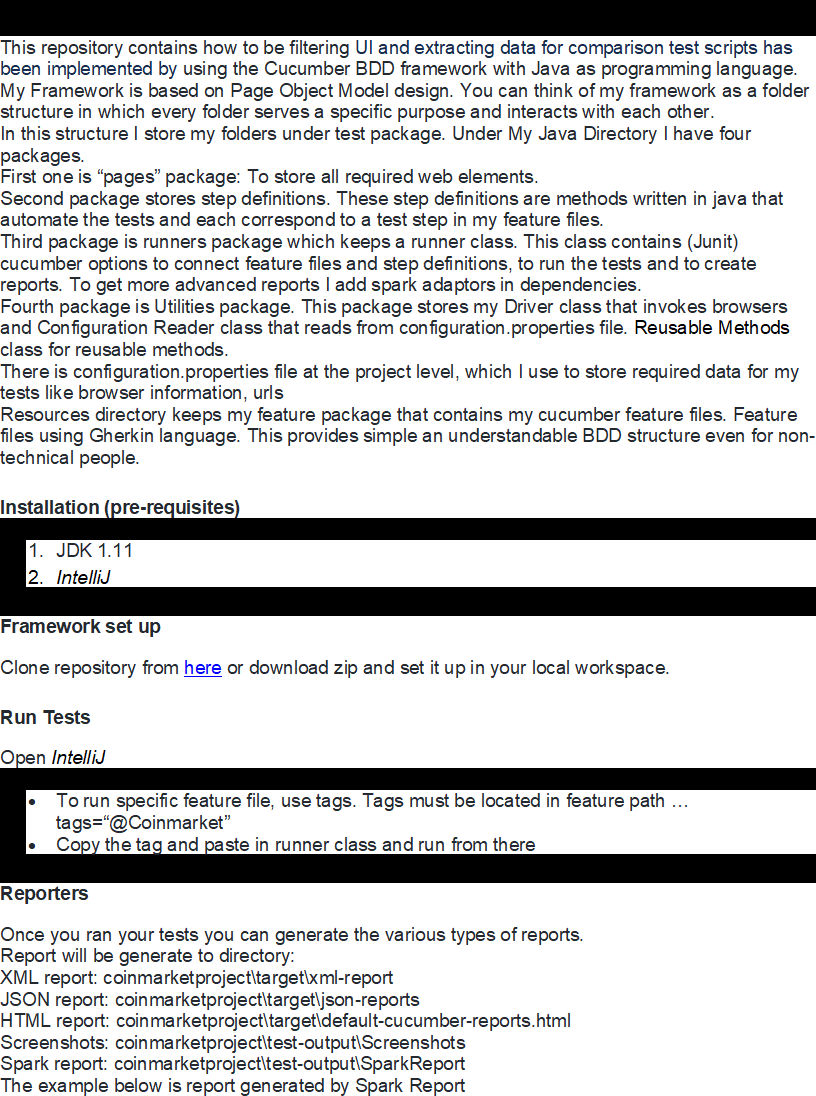 This repository contains how to be filtering UI and extracting data for comparison test scripts has
been implemented by using the Cucumber BDD framework with Java as programming language.
My Framework is based on Page Object Model design. You can think of my framework as a folder
structure in which every folder serves a specific purpose and interacts with each other.
In this structure I store my folders under test package. Under My Java Directory I have four
packages.
First one is “pages” package: To store all required web elements.
Second package stores step definitions. These step definitions are methods written in java that
automate the tests and each correspond to a test step in my feature files.
Third package is runners package which keeps a runner class. This class contains (Junit)
cucumber options to connect feature files and step definitions, to run the tests and to create
reports. To get more advanced reports I add spark adaptors in dependencies.
Fourth package is Utilities package. This package stores my Driver class that invokes browsers
and Configuration Reader class that reads from configuration.properties file. Reusable Methods
class for reusable methods.
There is configuration.properties file at the project level, which I use to store required data for my
tests like browser information, urls
Resources directory keeps my feature package that contains my cucumber feature files. Feature
files using Gherkin language. This provides simple an understandable BDD structure even for non-
technical people.
Installation (pre-requisites)
1. JDK 1.11
2. IntelliJ
Framework set up
Clone repository from here or download zip and set it up in your local workspace.
Run Tests
Open IntelliJ
• To run specific feature file, use tags. Tags must be located in feature path …
tags=“@Coinmarket”
• Copy the tag and paste in runner class and run from there
Reporters
Once you ran your tests you can generate the various types of reports.
Report will be generate to directory:
XML report: coinmarketproject\target\xml-report
JSON report: coinmarketproject\target\json-reports
HTML report: coinmarketproject\target\default-cucumber-reports.html
Screenshots: coinmarketproject\test-output\Screenshots
Spark report: coinmarketproject\test-output\SparkReport
The example below is report generated by Spark Report